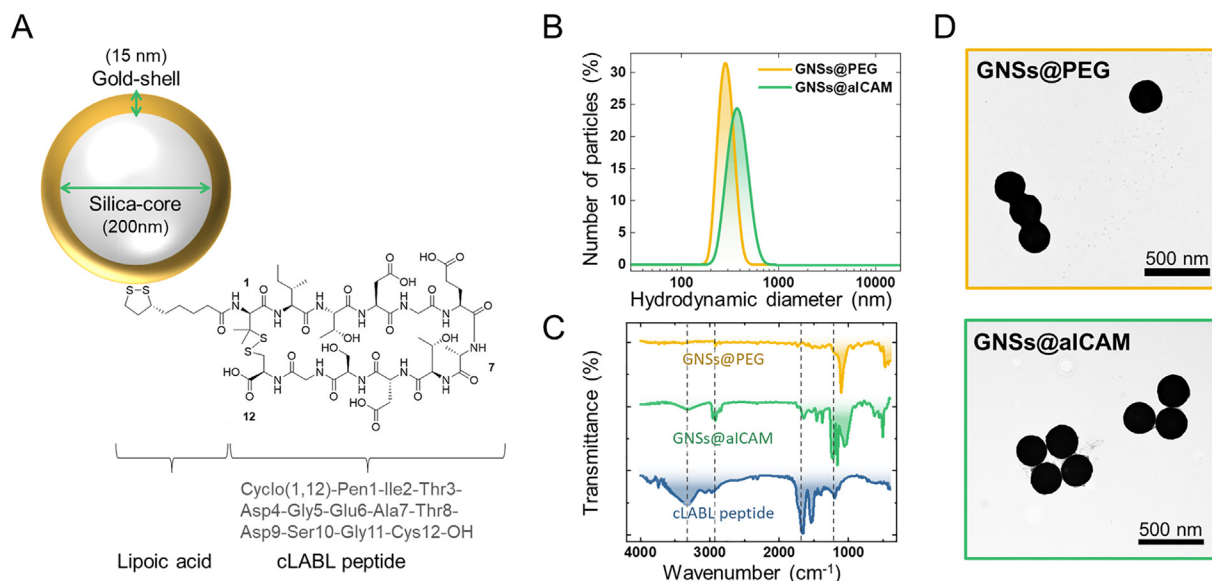 A
(15 nm)
Gold-shell
Silica-core
(200nm)
S-S
1
H
N
O
HO
OH
7
12
Cyclo(1,12)-Pen1-Ile2-Thr3-
Asp4-Gly5-Glu6-Ala7-Thr8-
Asp9-Ser10-Gly11-Cys12-OH
Lipoic acid
cLABL peptide
B
Number of particles (%)
30
25
20
15
10
5
0
GNSs@PEG
GNSs@aICAM
100
1000
10000
Hydrodynamic diameter (nm)
C
Transmittance (%)
GNSs@PEG
GNSs@aICAM
cLABL peptide
4000
3000
2000
1000
Wavenumber (cm⁻¹)
D
GNSs@PEG
500 nm
GNSs@aICAM
500 nm